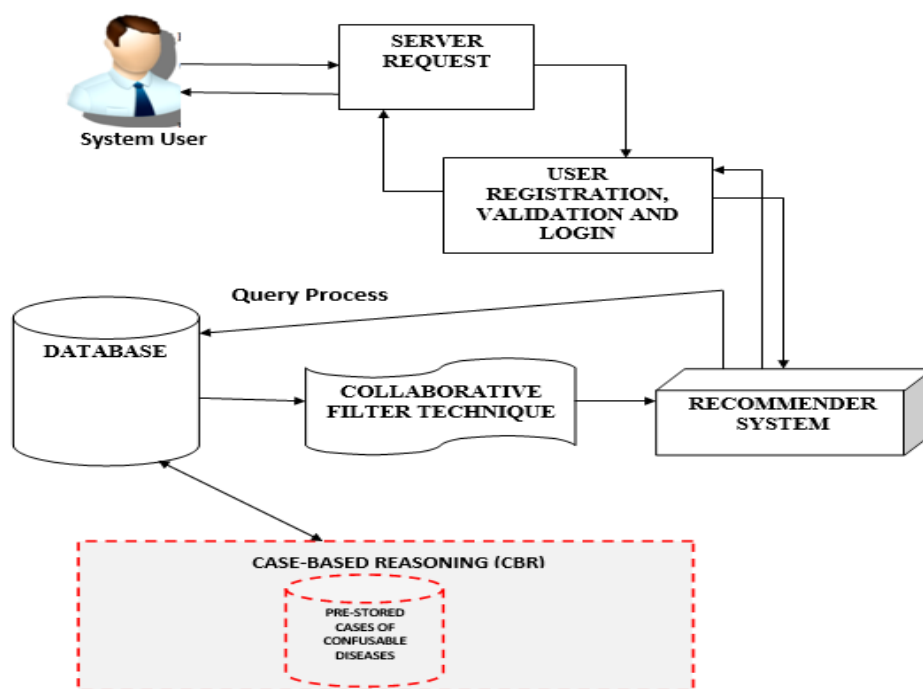 SERVER
REQUEST
System User
USER
REGISTRATION,
VALIDATION AND
LOGIN
Query Process
DATABASE
COLLABORATIVE
FILTER TECHNIQUE
RECOMMENDER
SYSTEM
CASE-BASED REASONING (CBR)
PRE-STORED
CASES OF
CONFUSABLE
DISEASES